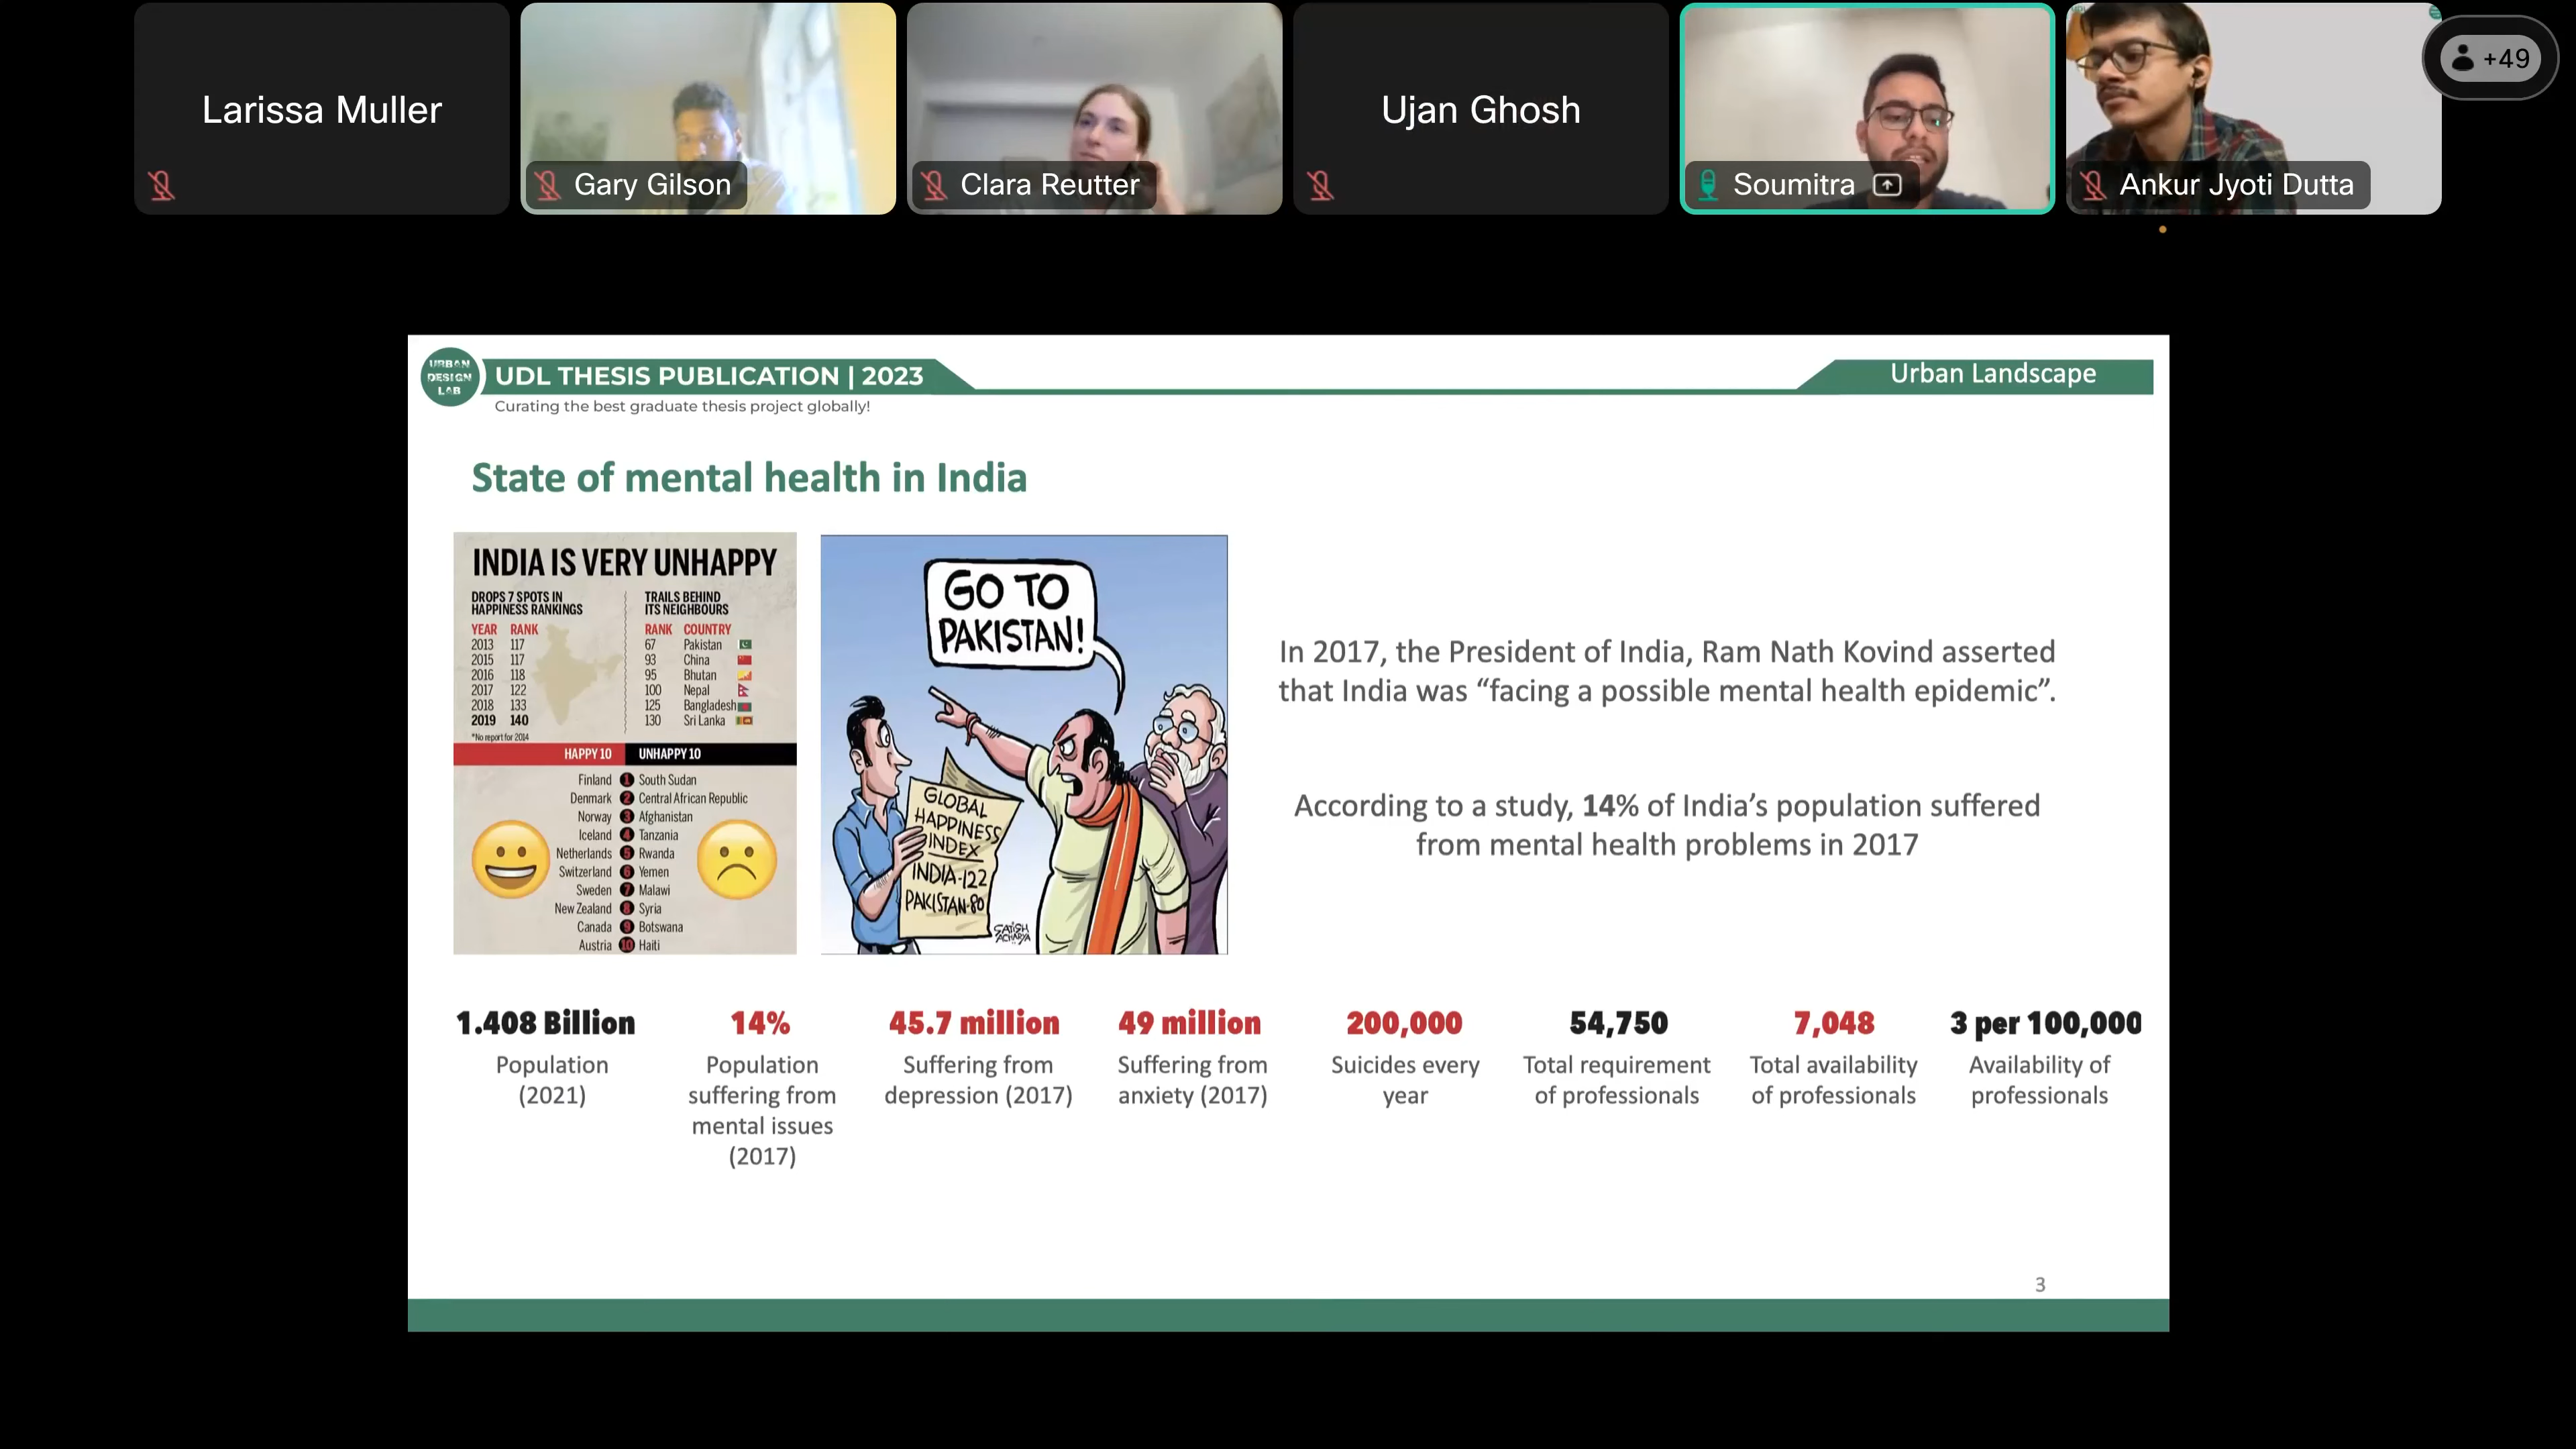 Larissa Muller
Gary Gilson
Clara Reutter
Ujan Ghosh
Soumitra
Ankur Jyoti Dutta
+49
URBAN
DESIGN
LAB
UDL THESIS PUBLICATION | 2023
Curating the best graduate thesis project globally!
Urban Landscape
State of mental health in India
INDIA IS VERY UNHAPPY
DROPS 7 SPOTS IN
HAPPINESS RANKINGS
YEAR RANK
2013 117
2015 117
2016 118
2017 122
2018 133
2019 140
*No report for 2014
TRAILS BEHIND
ITS NEIGHBOURS
RANK COUNTRY
67 Pakistan
93 China
95 Bhutan
100 Nepal
125 Bangladesh
130 Sri Lanka
HAPPY 10 UNHAPPY 10
Finland 1 South Sudan
Denmark 2 Central African Republic
Norway 3 Afghanistan
Iceland 4 Tanzania
Netherlands 5 Rwanda
Switzerland 6 Yemen
Sweden 7 Malawi
New Zealand 8 Syria
Canada 9 Botswana
Austria 10 Haiti
GO TO
PAKISTAN!
GLOBAL
HAPPINESS
INDEX
INDIA-122
PAKISTAN-80
SATISH
ACHARYA
In 2017, the President of India, Ram Nath Kovind asserted
that India was “facing a possible mental health epidemic”.
According to a study, 14% of India’s population suffered
from mental health problems in 2017
1.408 Billion
Population
(2021)
14%
Population
suffering from
mental issues
(2017)
45.7 million
Suffering from
depression (2017)
49 million
Suffering from
anxiety (2017)
200,000
Suicides every
year
54,750
Total requirement
of professionals
7,048
Total availability
of professionals
3 per 100,000
Availability of
professionals
3